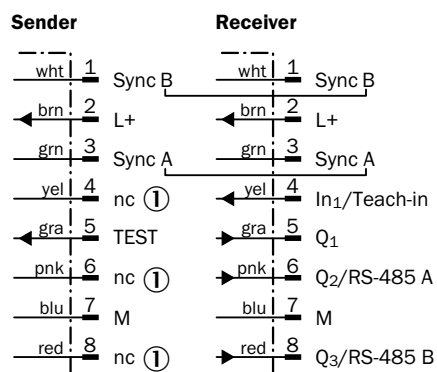 Sender Receiver
wht 1 Sync B wht 1 Sync B
brn 2 L+ brn 2 L+
grn 3 Sync A grn 3 Sync A
yel 4 nc ① yel 4 In1/Teach-in
gra 5 TEST gra 5 Q1
pnk 6 nc ① pnk 6 Q2/RS-485 A
blu 7 M blu 7 M
red 8 nc ① red 8 Q3/RS-485 B